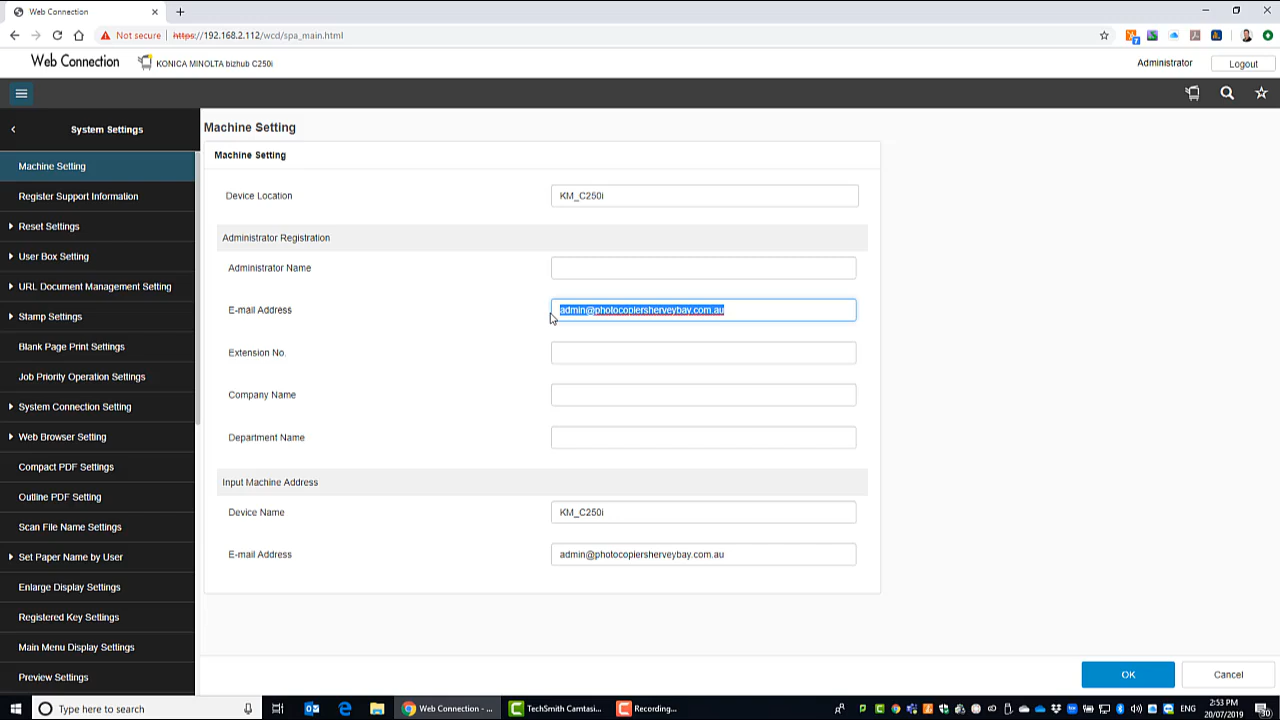 Web Connection
Not secure | https://192.168.2.112/wcd/spa_main.html
7
Web Connection
KONICA MINOLTA bizhub C250i
Administrator
Logout
System Settings
Machine Setting
Register Support Information
Reset Settings
User Box Setting
URL Document Management Setting
Stamp Settings
Blank Page Print Settings
Job Priority Operation Settings
System Connection Setting
Web Browser Setting
Compact PDF Settings
Outline PDF Setting
Scan File Name Settings
Set Paper Name by User
Enlarge Display Settings
Registered Key Settings
Main Menu Display Settings
Preview Settings
Machine Setting
Machine Setting
Device Location
KM_C250i
Administrator Registration
Administrator Name
E-mail Address
admin@photocopiersherveybay.com.au
Extension No.
Company Name
Department Name
Input Machine Address
Device Name
KM_C250i
E-mail Address
admin@photocopiersherveybay.com.au
OK
Cancel
Type here to search
Web Connection - ...
TechSmith Camtasi...
Recording...
ENG
2:53 PM
20/07/2019
30